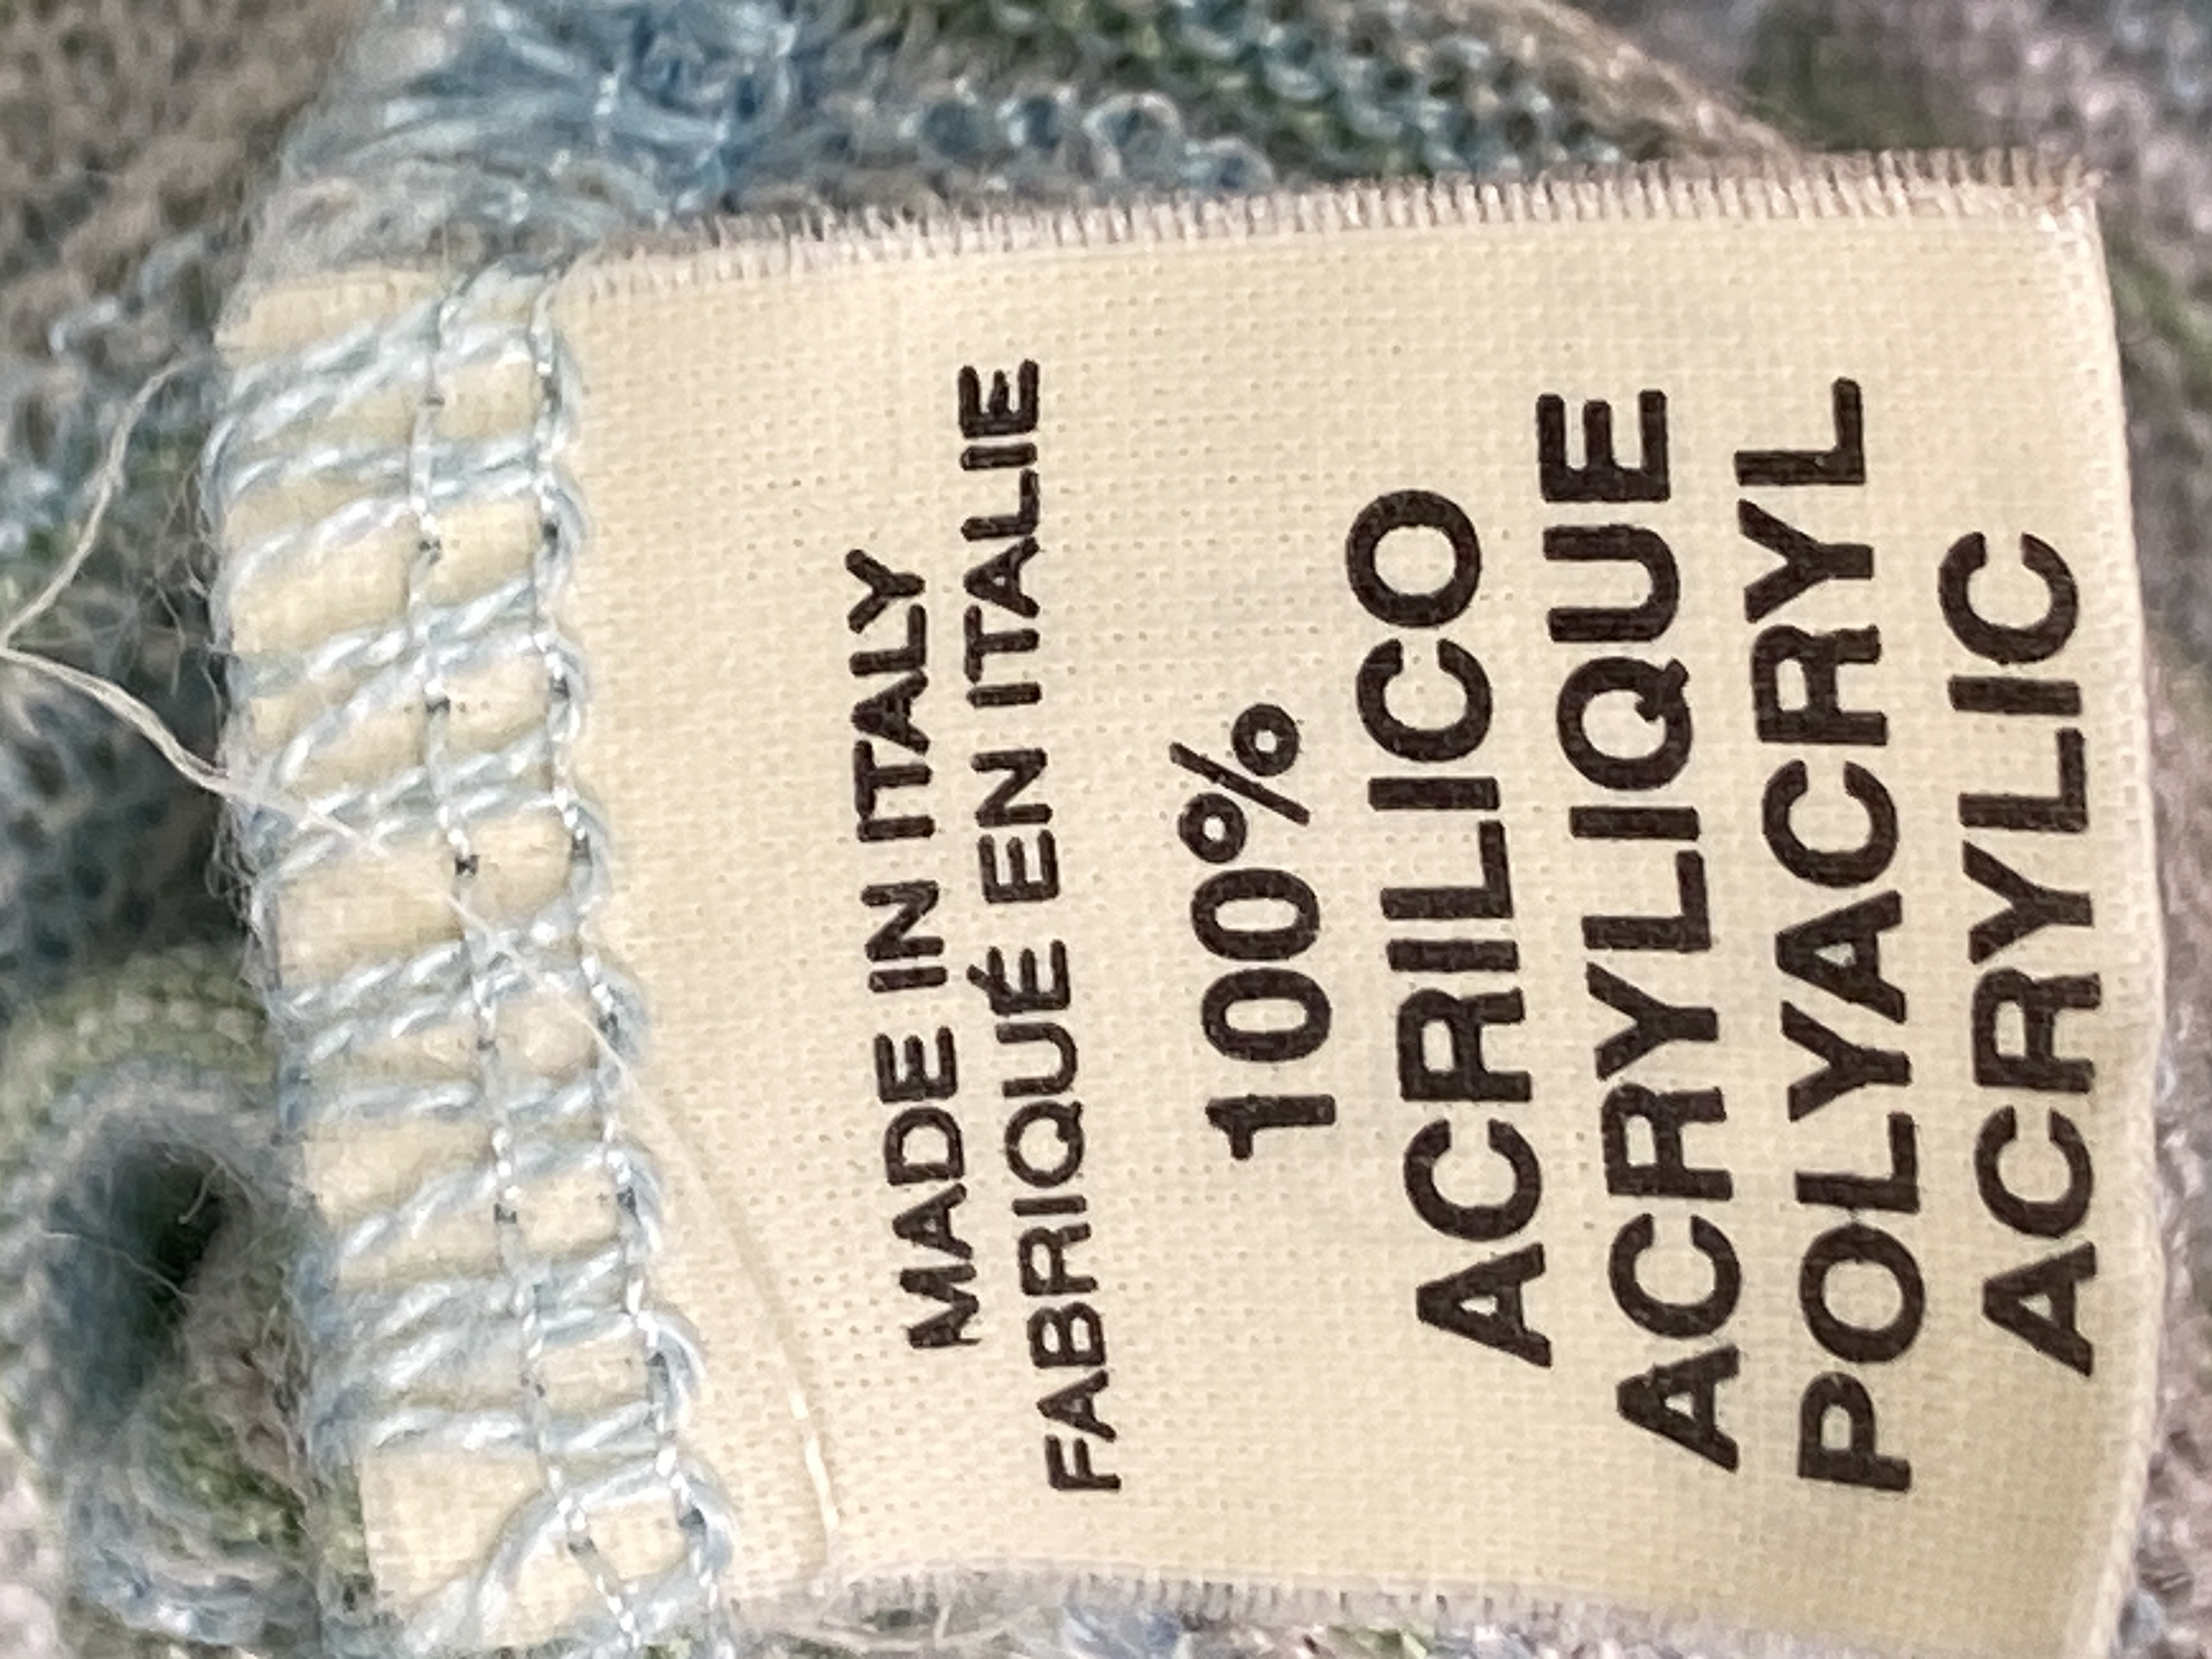 MADE IN ITALY
FABRIQUÉ EN ITALIE
100%
ACRILICO
ACRYLIQUE
POLYACRYL
ACRYLIC